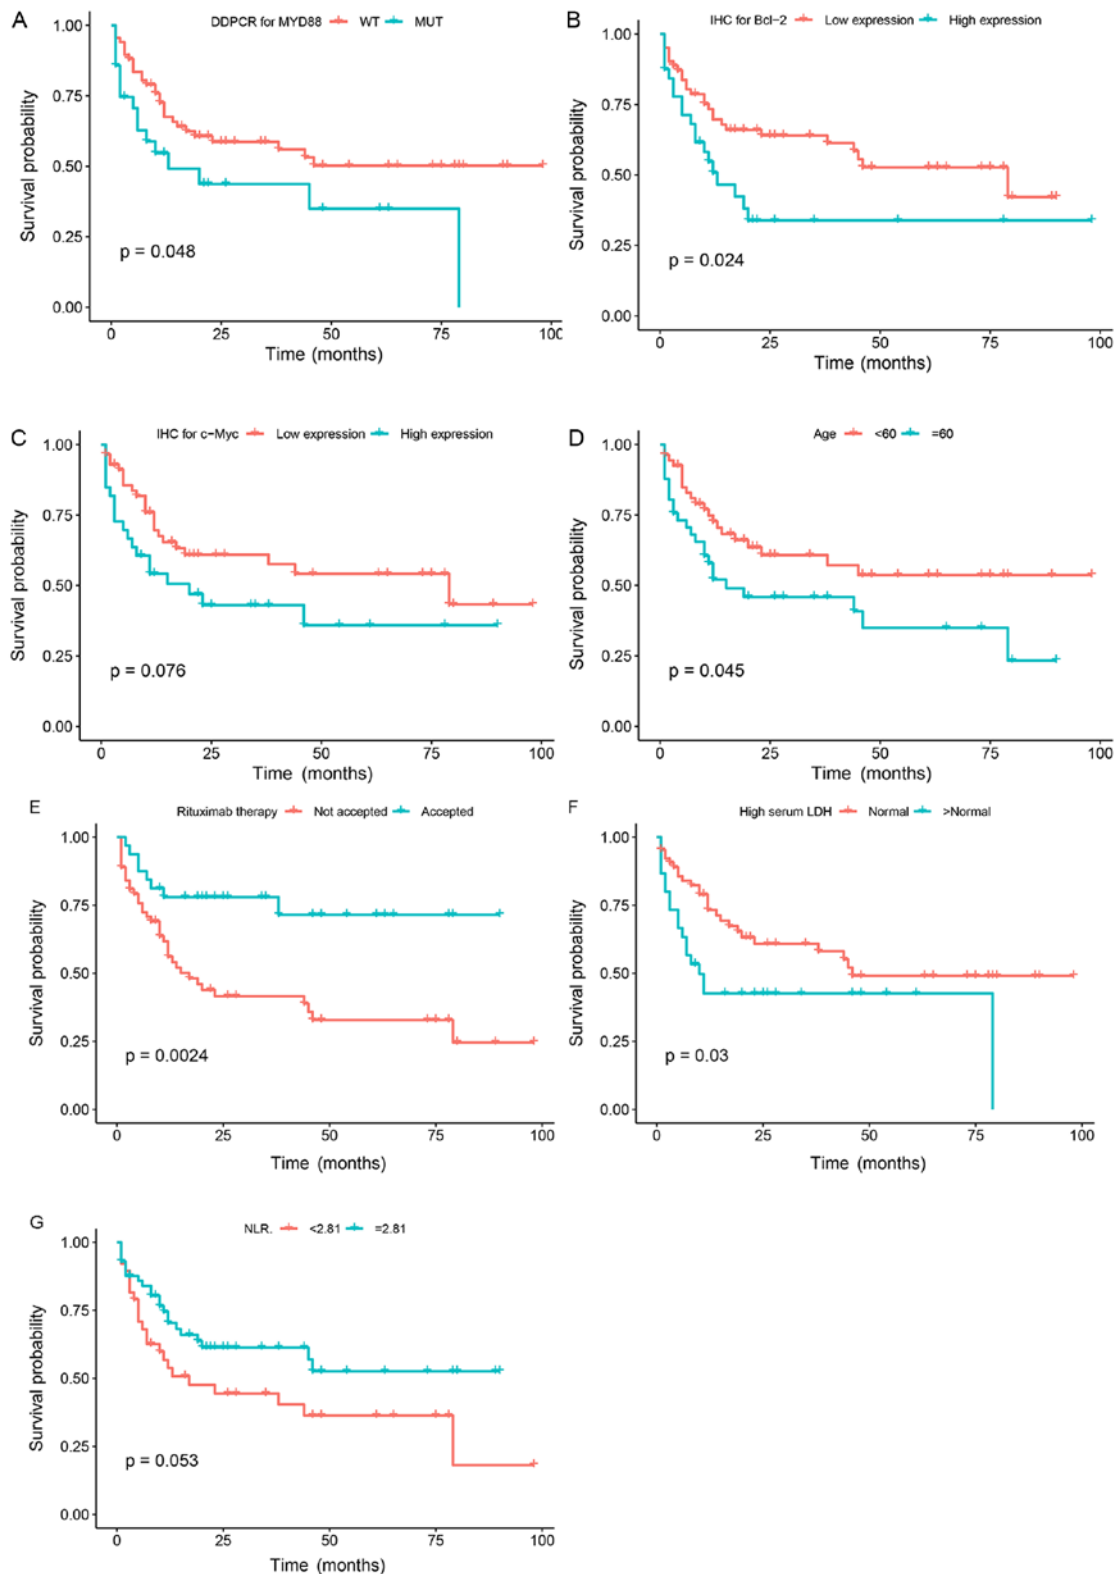 A
DDPCR for MYD88 WT MUT
Survival probability
1.00
0.75
0.50
0.25
0.00
p = 0.048
0 25 50 75 100
Time (months)
B
IHC for Bcl-2 Low expression High expression
Survival probability
1.00
0.75
0.50
0.25
0.00
p = 0.024
0 25 50 75 100
Time (months)
C
IHC for c-Myc Low expression High expression
Survival probability
1.00
0.75
0.50
0.25
0.00
p = 0.076
0 25 50 75 100
Time (months)
D
Age <60 =60
Survival probability
1.00
0.75
0.50
0.25
0.00
p = 0.045
0 25 50 75 100
Time (months)
E
Rituximab therapy Not accepted Accepted
Survival probability
1.00
0.75
0.50
0.25
0.00
p = 0.0024
0 25 50 75 100
Time (months)
F
High serum LDH Normal >Normal
Survival probability
1.00
0.75
0.50
0.25
0.00
p = 0.03
0 25 50 75 100
Time (months)
G
NLR. <2.81 =2.81
Survival probability
1.00
0.75
0.50
0.25
0.00
p = 0.053
0 25 50 75 100
Time (months)